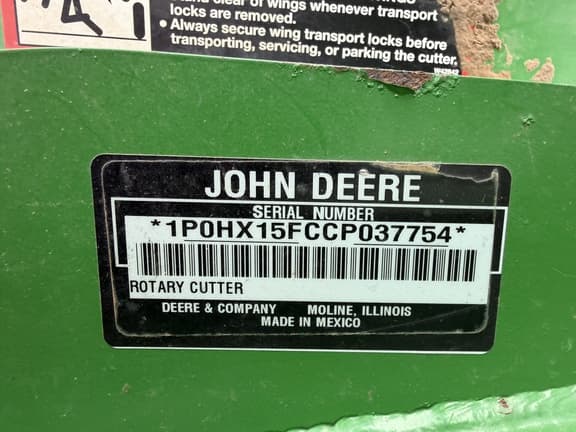 of wings whenever transport
locks are removed.
• Always secure wing transport locks before
transporting, servicing, or parking the cutter.
JOHN DEERE
SERIAL NUMBER
*1P0HX15FCCP037754*
ROTARY CUTTER
DEERE & COMPANY MOLINE, ILLINOIS
MADE IN MEXICO